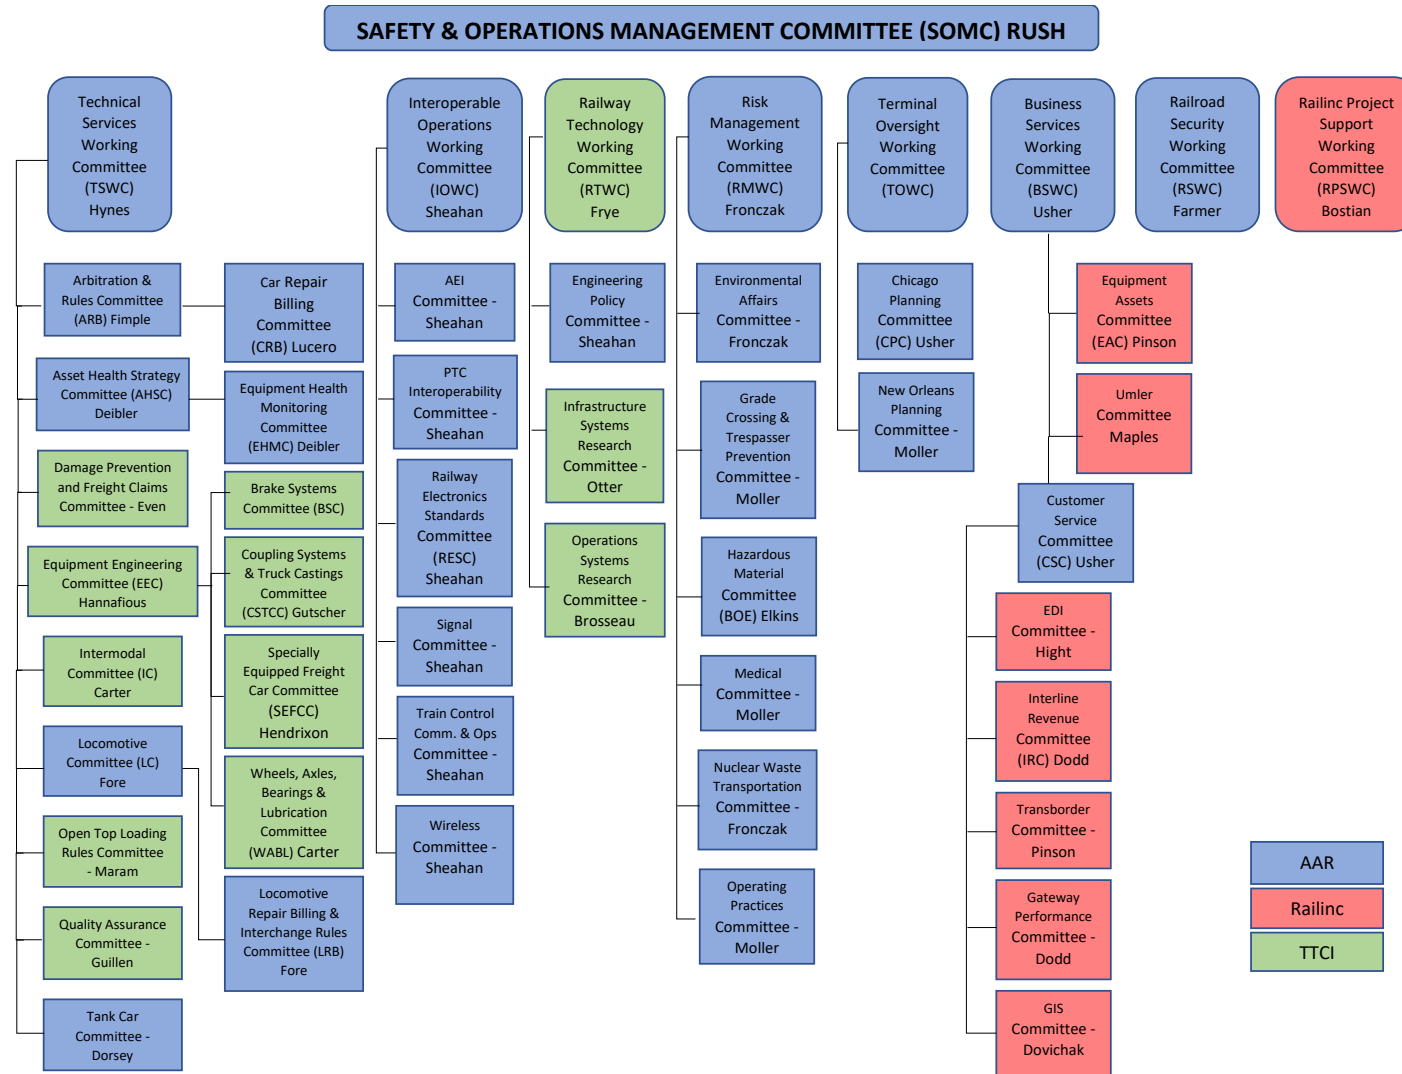 SAFETY & OPERATIONS MANAGEMENT COMMITTEE (SOMC) RUSH
Technical
Services
Working
Committee
(TSWC)
Hynes
Interoperable
Operations
Working
Committee
(IOWC)
Sheahan
Railway
Technology
Working
Committee
(RTWC)
Frye
Risk
Management
Working
Committee
(RMWC)
Fronczak
Terminal
Oversight
Working
Committee
(TOWC)
Business
Services
Working
Committee
(BSWC)
Usher
Railroad
Security
Working
Committee
(RSWC)
Farmer
Railinc Project
Support
Working
Committee
(RPSWC)
Bostian
Arbitration &
Rules Committee
(ARB) Fimple
Asset Health Strategy
Committee (AHSC)
Deibler
Damage Prevention
and Freight Claims
Committee - Even
Equipment Engineering
Committee (EEC)
Hannafious
Intermodal
Committee (IC)
Carter
Locomotive
Committee (LC)
Fore
Open Top Loading
Rules Committee
- Maram
Quality Assurance
Committee -
Guillen
Tank Car
Committee -
Dorsey
Car Repair
Billing
Committee
(CRB) Lucero
Equipment Health
Monitoring
Committee
(EHMC) Deibler
Brake Systems
Committee (BSC)
Coupling Systems
& Truck Castings
Committee
(CSTCC) Gutscher
Specially
Equipped Freight
Car Committee
(SEFCC)
Hendrixon
Wheels, Axles,
Bearings &
Lubrication
Committee
(WABL) Carter
Locomotive
Repair Billing &
Interchange Rules
Committee (LRB)
Fore
AEI
Committee -
Sheahan
PTC
Interoperability
Committee -
Sheahan
Railway
Electronics
Standards
Committee
(RESC)
Sheahan
Signal
Committee -
Sheahan
Train Control
Comm. & Ops
Committee -
Sheahan
Wireless
Committee -
Sheahan
Engineering
Policy
Committee -
Sheahan
Infrastructure
Systems
Research
Committee -
Otter
Operations
Systems
Research
Committee -
Brosseau
Environmental
Affairs
Committee -
Fronczak
Grade
Crossing &
Trespasser
Prevention
Committee -
Moller
Hazardous
Material
Committee
(BOE) Elkins
Medical
Committee -
Moller
Nuclear Waste
Transportation
Committee -
Fronczak
Operating
Practices
Committee -
Moller
Chicago
Planning
Committee
(CPC) Usher
New Orleans
Planning
Committee -
Moller
Equipment
Assets
Committee
(EAC) Pinson
Umler
Committee
Maples
Customer
Service
Committee
(CSC) Usher
EDI
Committee -
Hight
Interline
Revenue
Committee
(IRC) Dodd
Transborder
Committee -
Pinson
Gateway
Performance
Committee -
Dodd
GIS
Committee -
Dovichak
AAR
Railinc
TTCI